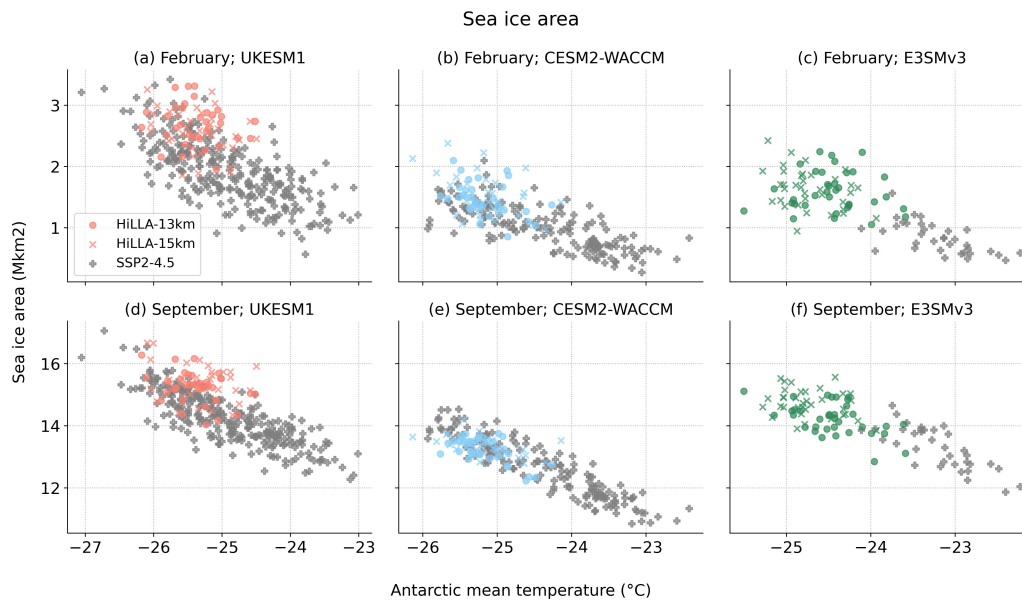 Sea ice area
(a) February; UKESM1
(b) February; CESM2-WACCM
(c) February; E3SMv3
3
2
1
HiLLA-13km
HiLLA-15km
SSP2-4.5
(d) September; UKESM1
(e) September; CESM2-WACCM
(f) September; E3SMv3
Sea ice area (Mkm2)
16
14
12
−27 −26 −25 −24 −23
−26 −25 −24 −23
−25 −24 −23
Antarctic mean temperature (°C)